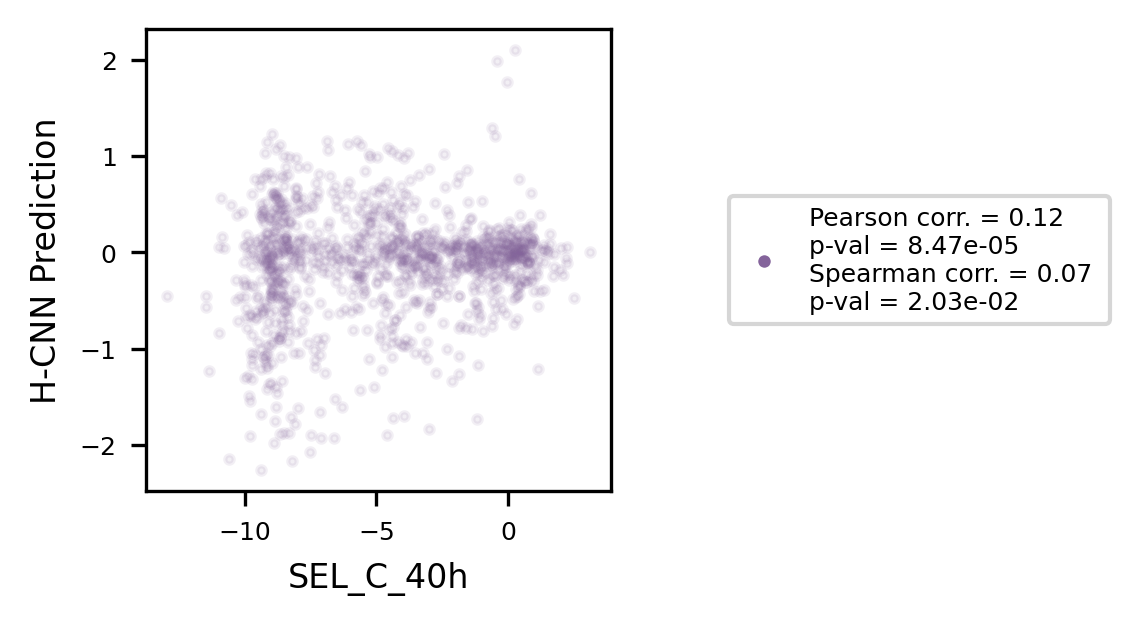 2
1
0
−1
−2
H-CNN Prediction
−10
−5
0
SEL_C_40h
Pearson corr. = 0.12
p-val = 8.47e-05
Spearman corr. = 0.07
p-val = 2.03e-02